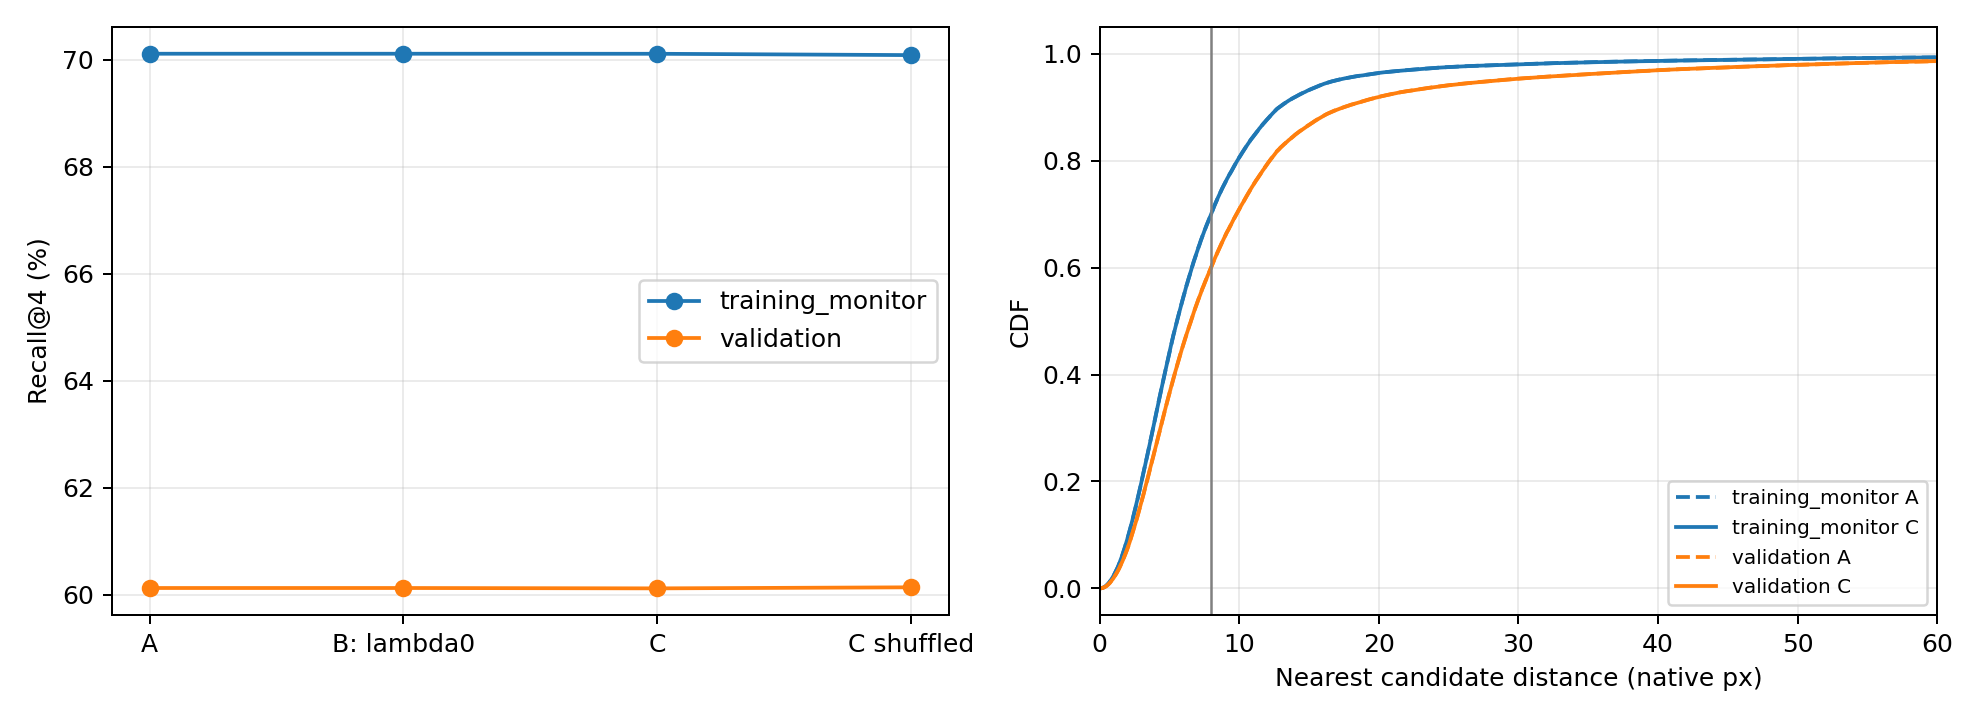 Recall@4 (%)
70
68
66
64
62
60
training_monitor
validation
A
B: lambda0
C
C shuffled
CDF
1.0
0.8
0.6
0.4
0.2
0.0
training_monitor A
training_monitor C
validation A
validation C
0
10
20
30
40
50
60
Nearest candidate distance (native px)